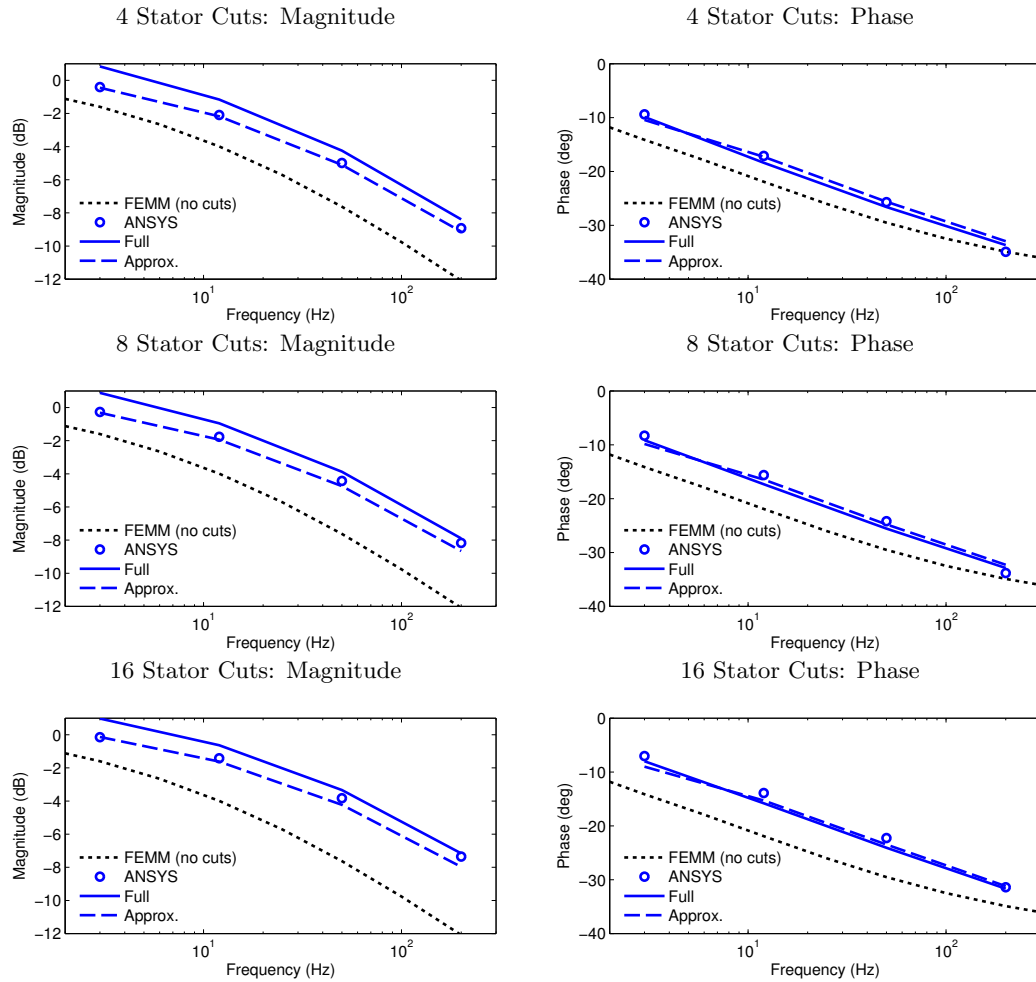 4 Stator Cuts: Magnitude
0
−2
−4
−6
−8
−10
−12
Magnitude (dB)
FEMM (no cuts)
ANSYS
Full
Approx.
10^1
10^2
Frequency (Hz)
4 Stator Cuts: Phase
0
−10
−20
−30
−40
Phase (deg)
FEMM (no cuts)
ANSYS
Full
Approx.
10^1
10^2
Frequency (Hz)
8 Stator Cuts: Magnitude
0
−2
−4
−6
−8
−10
−12
Magnitude (dB)
FEMM (no cuts)
ANSYS
Full
Approx.
10^1
10^2
Frequency (Hz)
8 Stator Cuts: Phase
0
−10
−20
−30
−40
Phase (deg)
FEMM (no cuts)
ANSYS
Full
Approx.
10^1
10^2
Frequency (Hz)
16 Stator Cuts: Magnitude
0
−2
−4
−6
−8
−10
−12
Magnitude (dB)
FEMM (no cuts)
ANSYS
Full
Approx.
10^1
10^2
Frequency (Hz)
16 Stator Cuts: Phase
0
−10
−20
−30
−40
Phase (deg)
FEMM (no cuts)
ANSYS
Full
Approx.
10^1
10^2
Frequency (Hz)